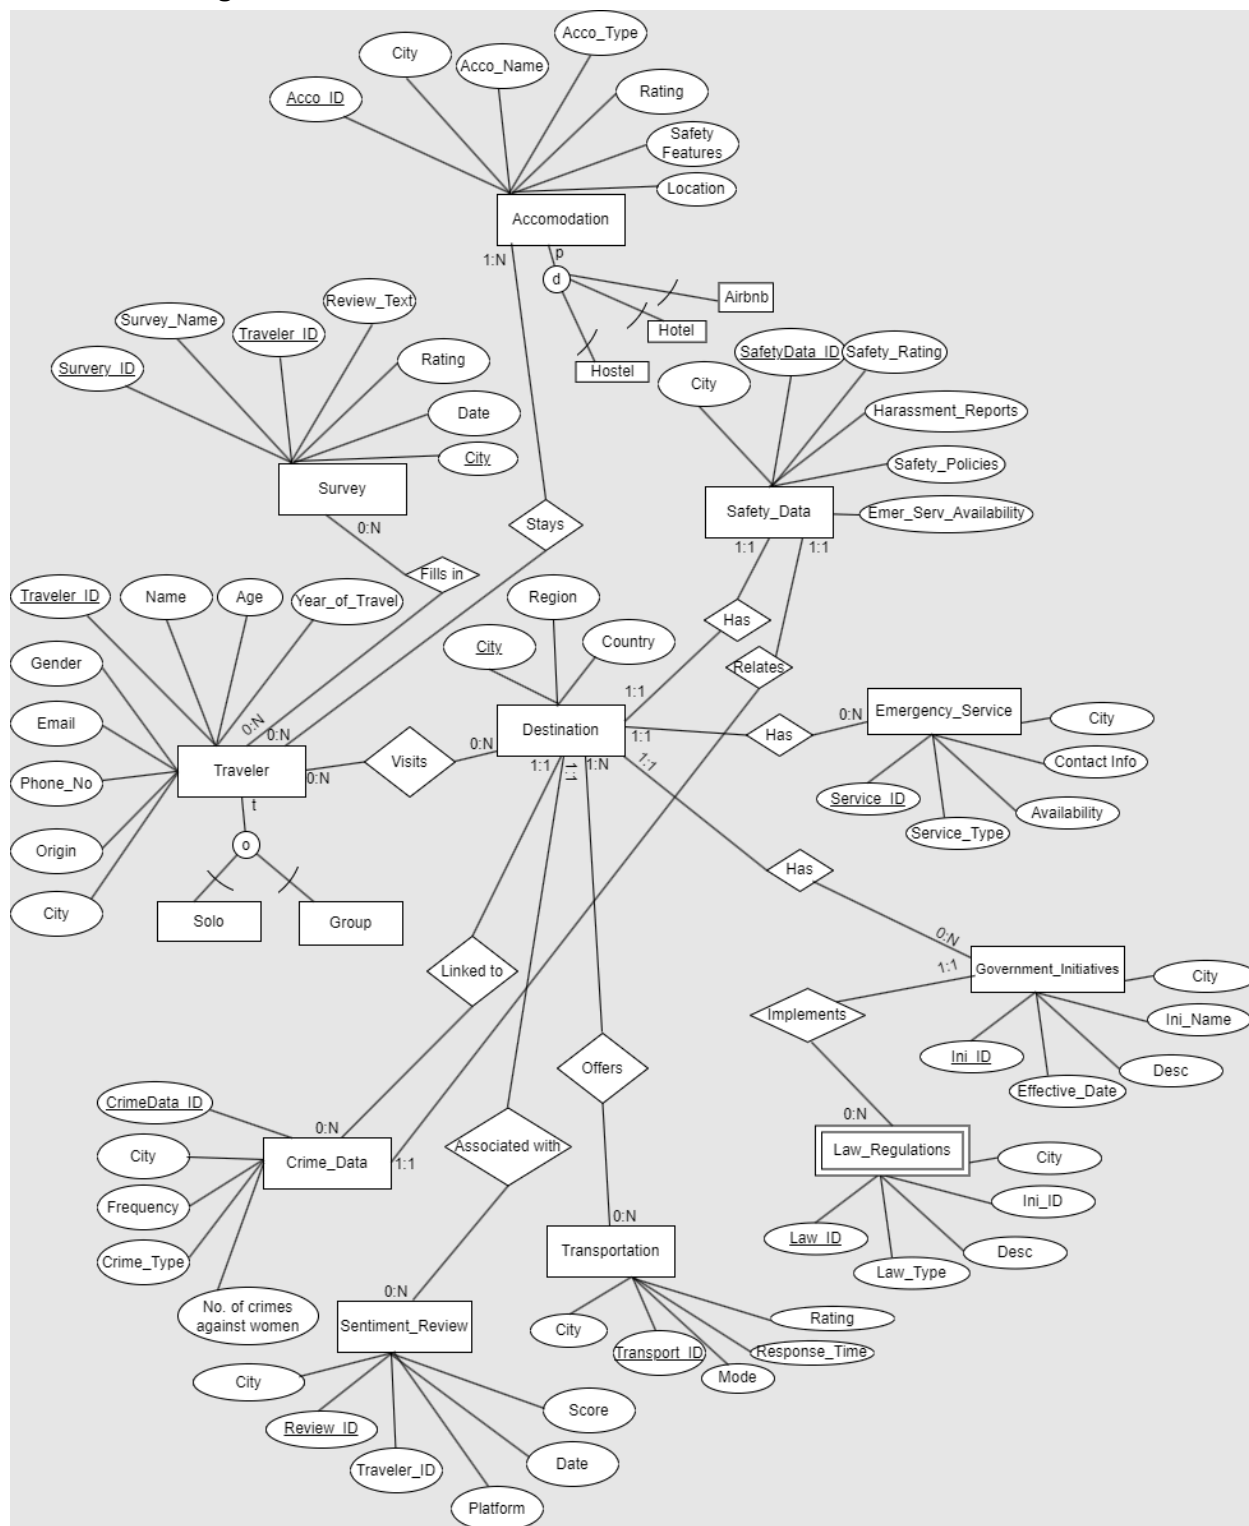 Acco_Type
City
Acco_Name
Rating
Acco_ID
Safety
Features
Location
Accomodation
1:N
p
d
Airbnb
Hotel
Hostel
Review_Text
Survey_Name
Traveler_ID
Survery_ID
Rating
Date
City
Survey
0:N
SafetyData_ID
Safety_Rating
City
Harassment_Reports
Safety_Policies
Emer_Serv_Availability
Safety_Data
1:1
1:1
Stays
Fills in
Traveler_ID
Name
Age
Year_of_Travel
Gender
Email
Phone_No
Origin
City
0:N
0:N
Traveler
0:N
t
o
Solo
Group
Visits
0:N
Region
City
Country
Destination
1:1
1:1
1:1
1:1
1:1
1:N
Has
Relates
Has
0:N
Emergency_Service
City
Contact Info
Availability
Service_ID
Service_Type
Has
0:N
1:1
Government_Initiatives
City
Ini_Name
Desc
Ini_ID
Effective_Date
Implements
0:N
Law_Regulations
City
Ini_ID
Desc
Law_ID
Law_Type
Linked to
Offers
Associated with
CrimeData_ID
City
Frequency
Crime_Type
No. of crimes
against women
0:N
Crime_Data
1:1
0:N
Transportation
City
Transport_ID
Mode
Response_Time
Rating
0:N
Sentiment_Review
City
Review_ID
Traveler_ID
Platform
Date
Score